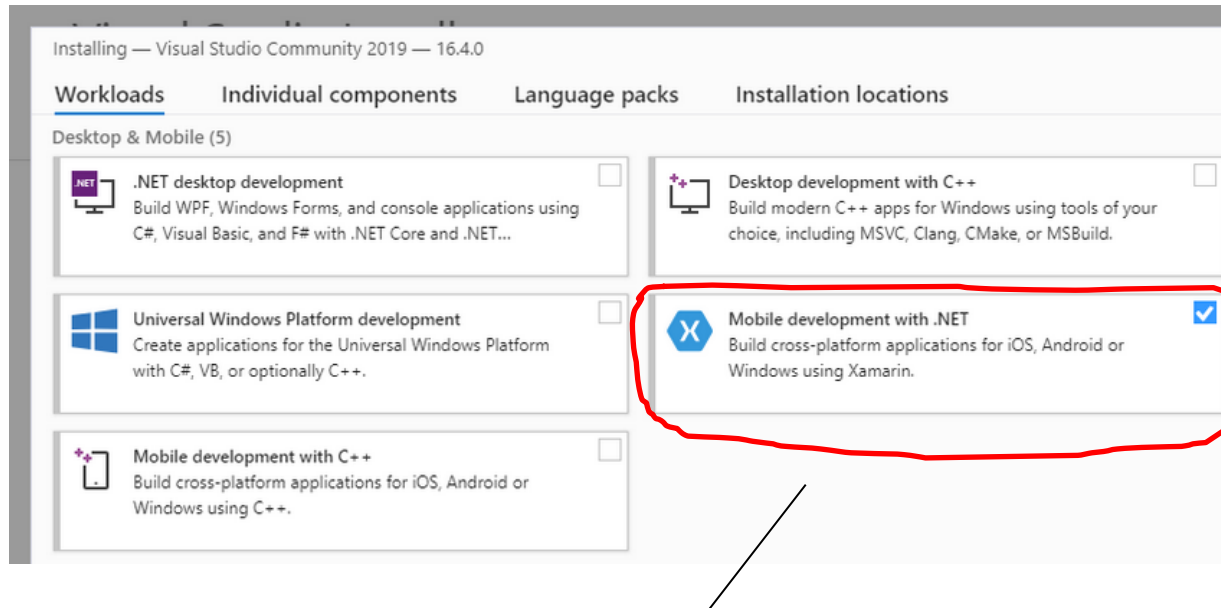 Installing — Visual Studio Community 2019 — 16.4.0
Workloads Individual components Language packs Installation locations
Desktop & Mobile (5)
.NET
.NET desktop development
Build WPF, Windows Forms, and console applications using
C#, Visual Basic, and F# with .NET Core and .NET...
Desktop development with C++
Build modern C++ apps for Windows using tools of your
choice, including MSVC, Clang, CMake, or MSBuild.
Universal Windows Platform development
Create applications for the Universal Windows Platform
with C#, VB, or optionally C++.
Mobile development with .NET
Build cross-platform applications for iOS, Android or
Windows using Xamarin.
Mobile development with C++
Build cross-platform applications for iOS, Android or
Windows using C++.